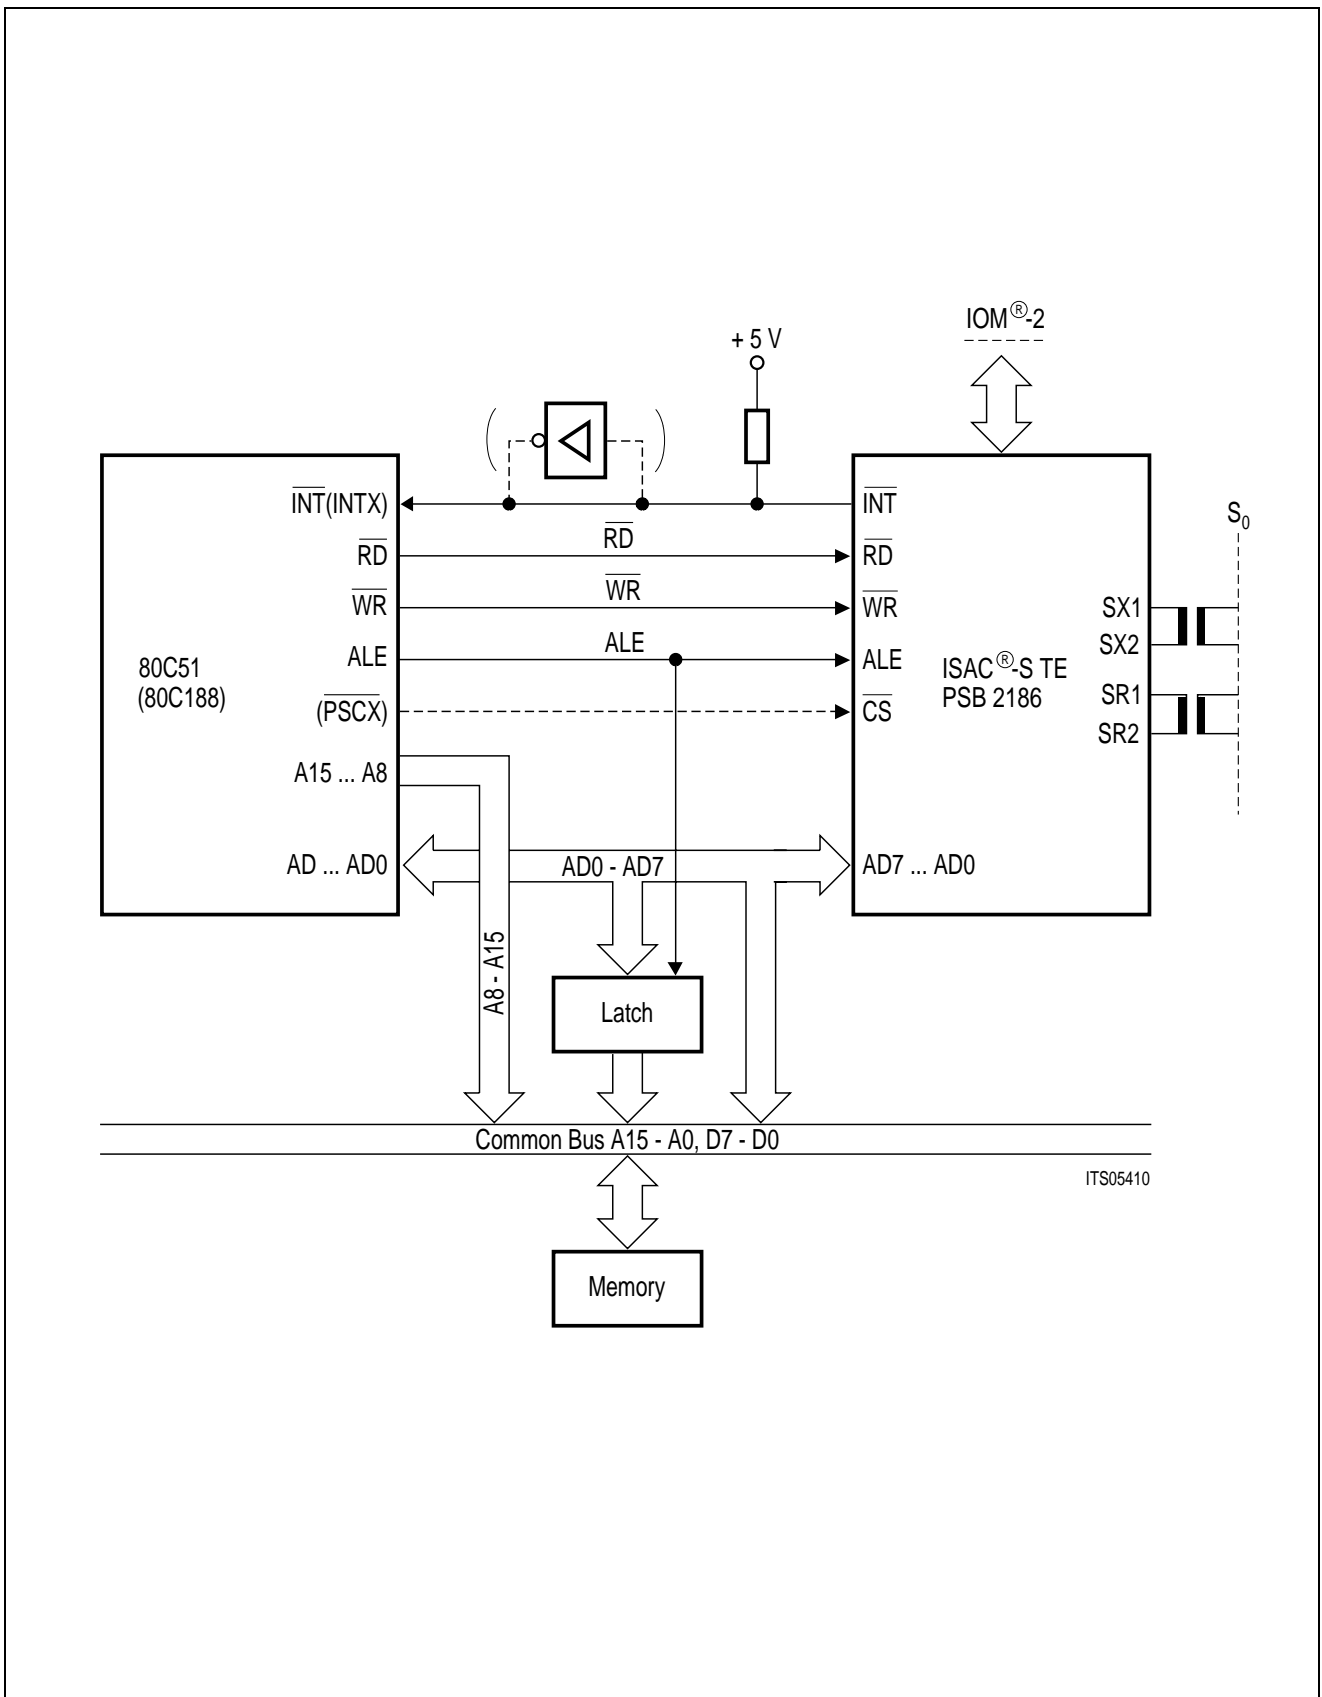 IOM®-2
+ 5 V
INT(INTX)
INT
S0
RD
RD
RD
WR
WR
WR
SX1
SX2
ALE
ALE
ALE
80C51
(80C188)
ISAC®-S TE
PSB 2186
SR1
SR2
(PSCX)
CS
A15 ... A8
AD ... AD0
AD0 - AD7
AD7 ... AD0
A8 - A15
Latch
Common Bus A15 - A0, D7 - D0
ITS05410
Memory